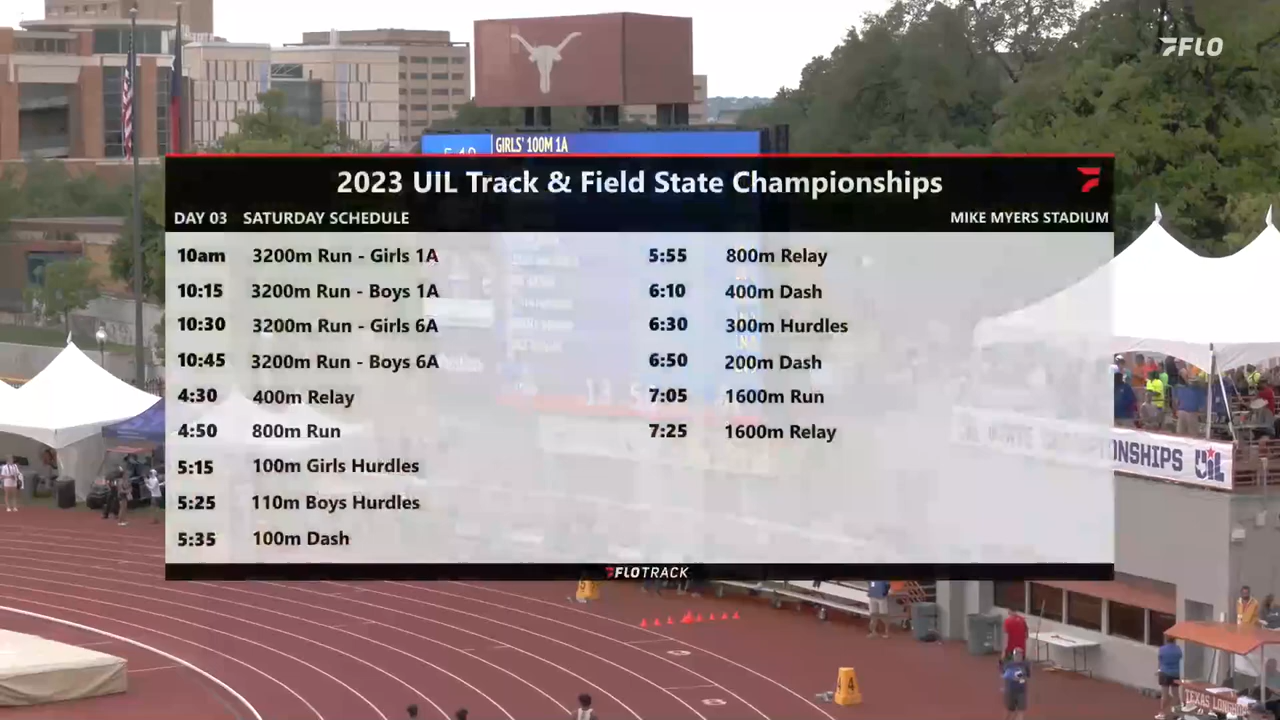 FLO
GIRLS' 100M 1A
2023 UIL Track & Field State Championships
DAY 03 SATURDAY SCHEDULE
MIKE MYERS STADIUM
10am 3200m Run - Girls 1A
10:15 3200m Run - Boys 1A
10:30 3200m Run - Girls 6A
10:45 3200m Run - Boys 6A
4:30 400m Relay
4:50 800m Run
5:15 100m Girls Hurdles
5:25 110m Boys Hurdles
5:35 100m Dash
5:55 800m Relay
6:10 400m Dash
6:30 300m Hurdles
6:50 200m Dash
7:05 1600m Run
7:25 1600m Relay
FLOTRACK
UIL
4
TEXAS